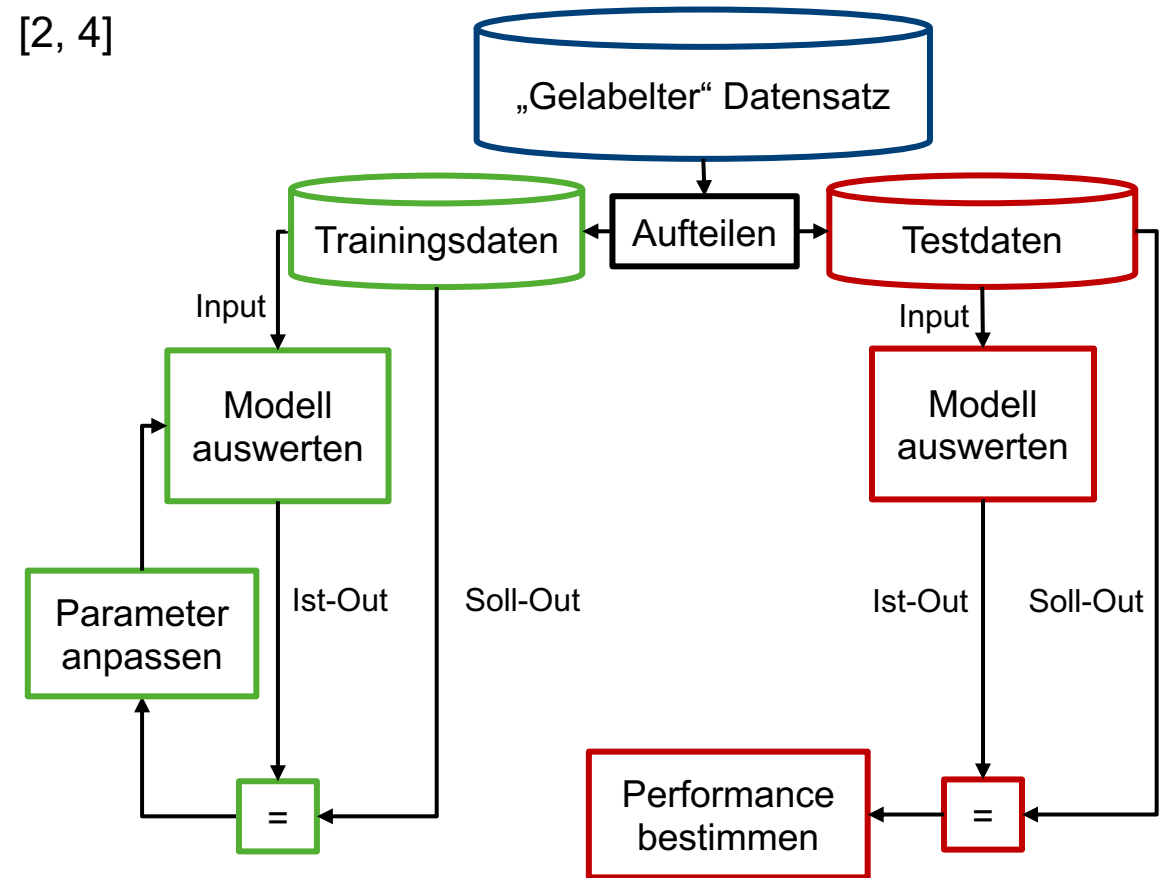 [2, 4]
„Gelabelter“ Datensatz
Trainingsdaten
Aufteilen
Testdaten
Input
Input
Modell
auswerten
Modell
auswerten
Parameter
anpassen
Ist-Out
Soll-Out
Ist-Out
Soll-Out
=
Performance
bestimmen
=